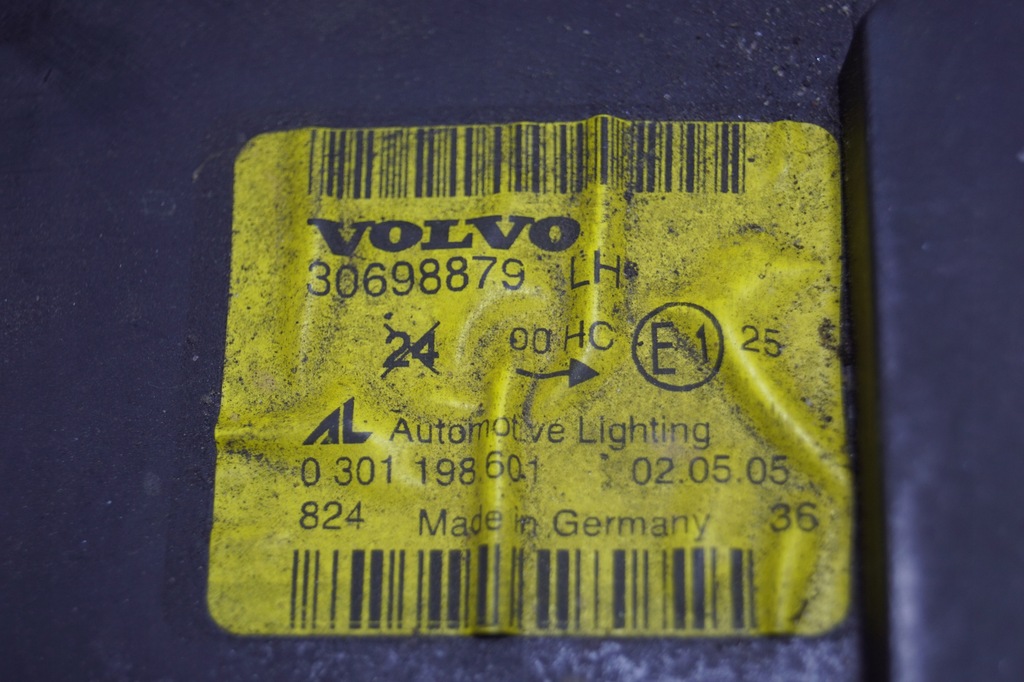 VOLVO
30698879 LH
24 00 HC E1 25
AL Automotive Lighting
0 301 198 601 02.05.05
824 Made in Germany 36